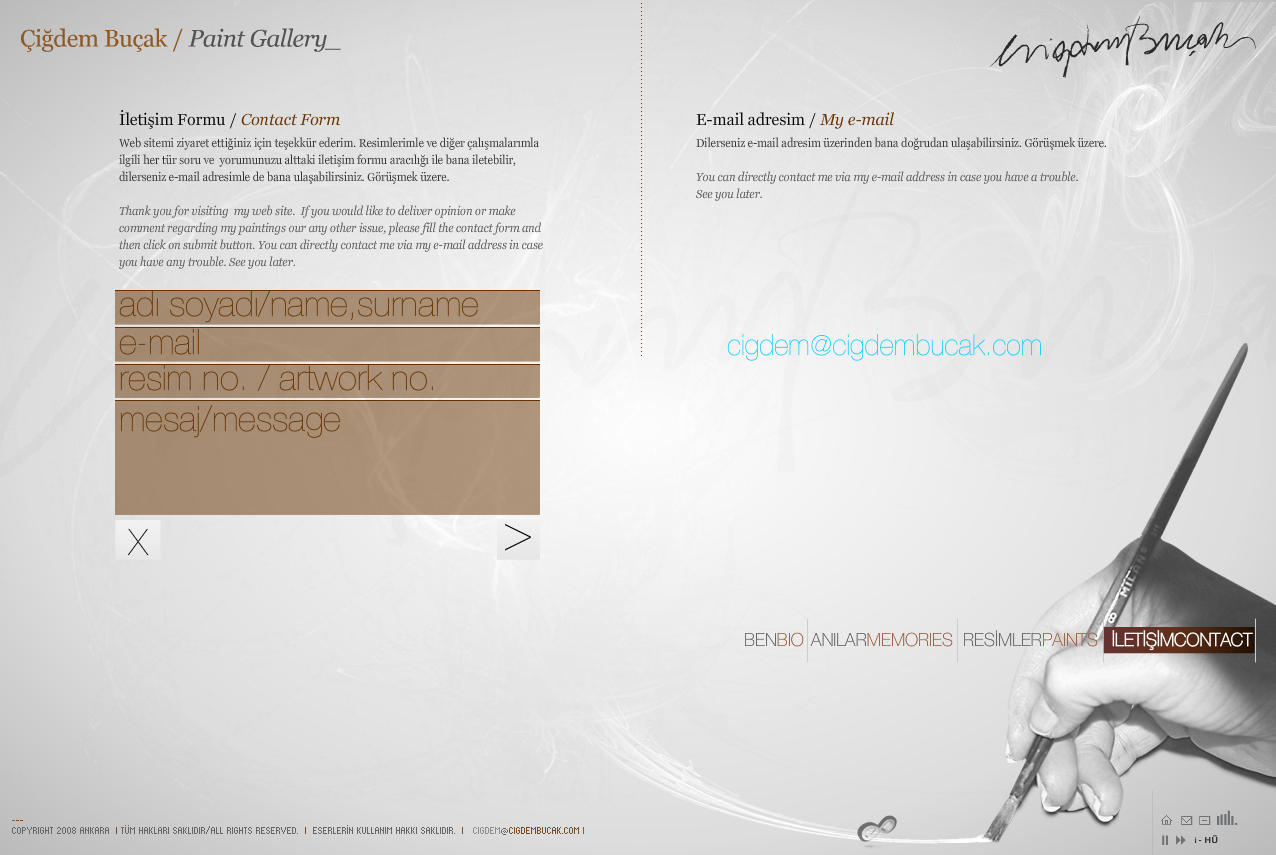 Çiğdem Buçak / Paint Gallery_
Cigdem Buçak
İletişim Formu / Contact Form
Web sitemi ziyaret ettiğiniz için teşekkür ederim. Resimlerimle ve diğer çalışmalarımla
ilgili her tür soru ve  yorumunuzu alttaki iletişim formu aracılığı ile bana iletebilir,
dilerseniz e-mail adresimle de bana ulaşabilirsiniz. Görüşmek üzere.
Thank you for visiting  my web site.  If you would like to deliver opinion or make
comment regarding my paintings our any other issue, please fill the contact form and
then click on submit button. You can directly contact me via my e-mail address in case
you have any trouble. See you later.
adı soyadı/name,surname
e-mail
resim no. / artwork no.
mesaj/message
X
>
E-mail adresim / My e-mail
Dilerseniz e-mail adresim üzerinden bana doğrudan ulaşabilirsiniz. Görüşmek üzere.
You can directly contact me via my e-mail address in case you have a trouble.
See you later.
cigdem@cigdembucak.com
MILANO
8
BENBIO ANILARMEMORIES RESİMLERPAINTS İLETİŞİMCONTACT
COPYRIGHT 2008 ANKARA | TÜM HAKLARI SAKLIDIR/ALL RIGHTS RESERVED. | ESERLERİN KULLANIM HAKKI SAKLIDIR. | CIGDEM@CIGDEMBUCAK.COM |
i - HÜ